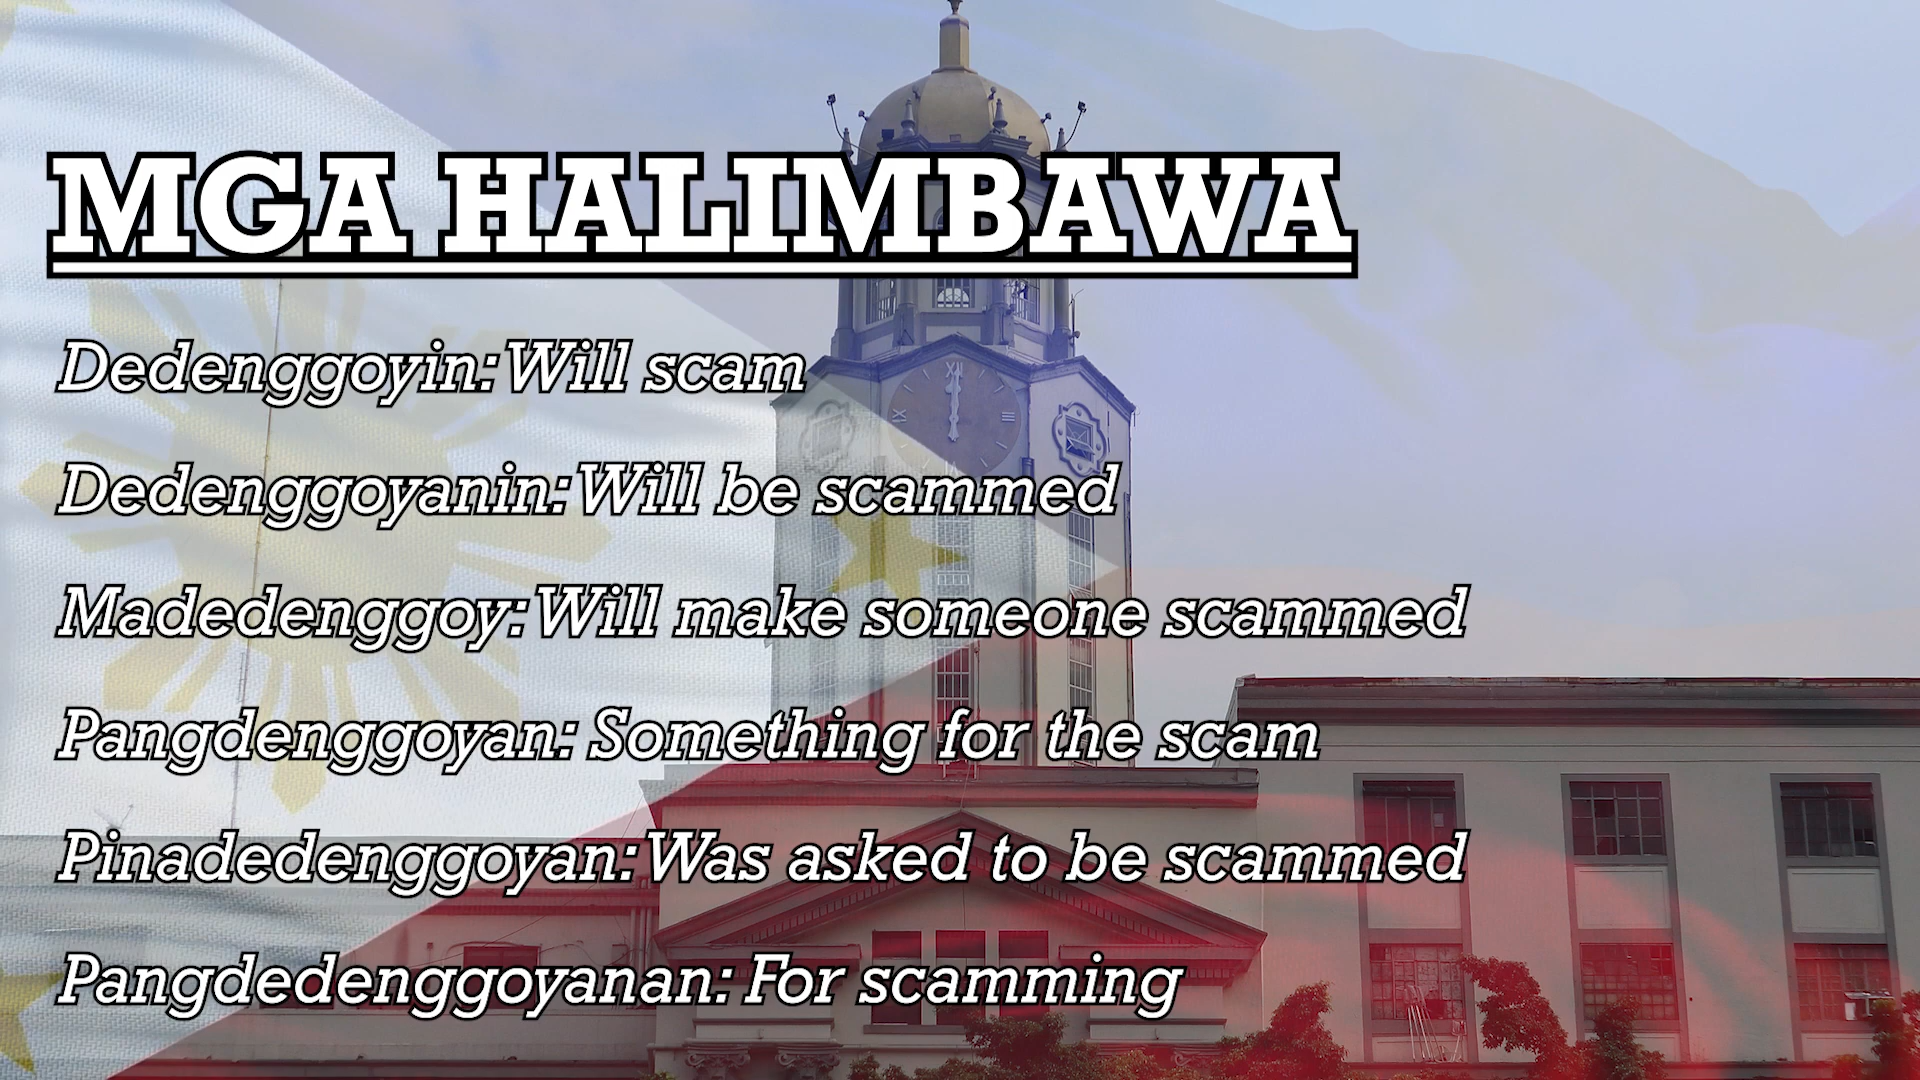 MGA HALIMBAWA
Dedenggoyin: Will scam
Dedenggoyanin: Will be scammed
Madedenggoy: Will make someone scammed
Pangdenggoyan: Something for the scam
Pinadedenggoyan: Was asked to be scammed
Pangdedenggoyanan: For scamming